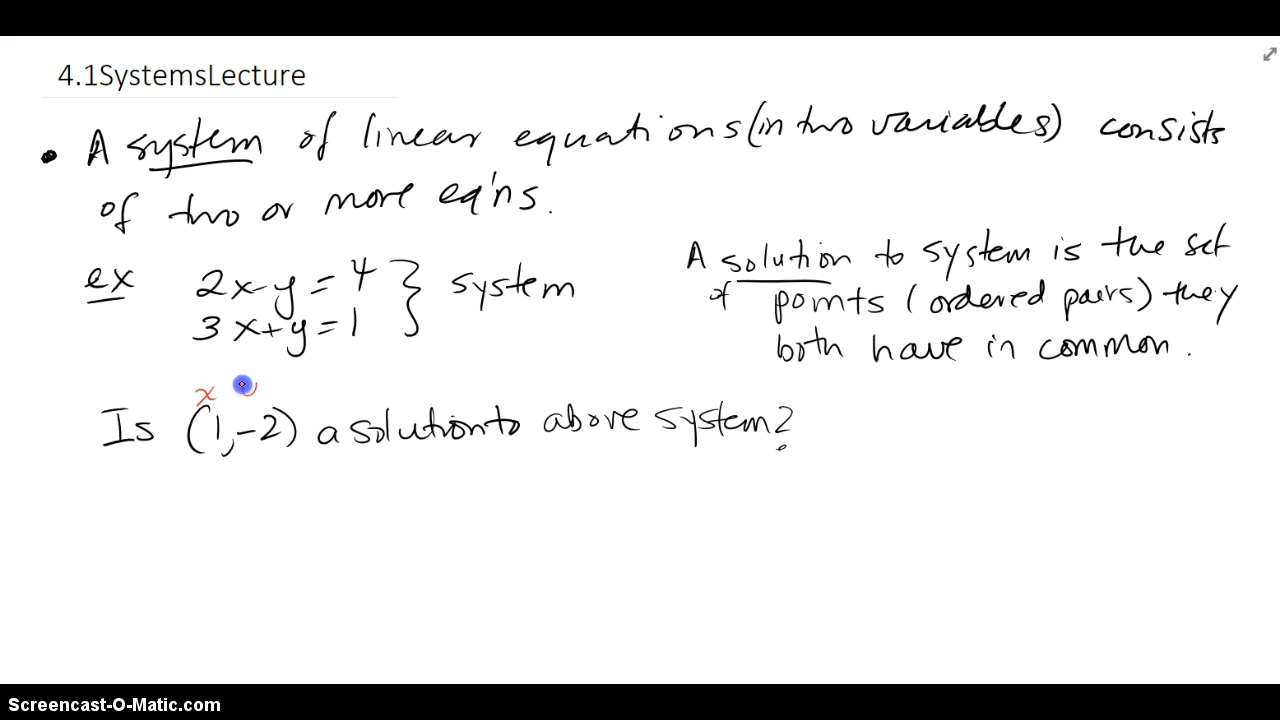 4.1SystemsLecture
• A system of linear equations (in two variables) consists
of two or more eq'ns.
ex 2x-y=4 } system
3x+y=1
A solution to system is the set
of points (ordered pairs) they
both have in common.
x
Is (1,-2) a solution to above system?
Screencast-O-Matic.com